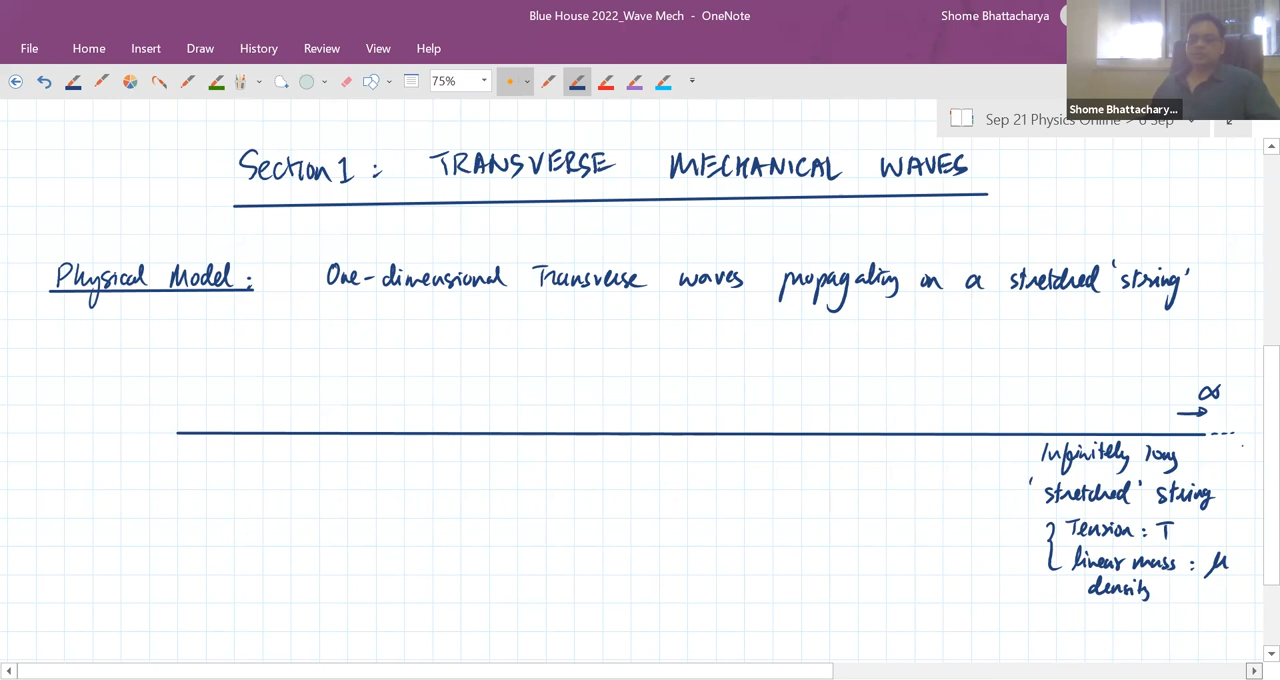 Blue House 2022_Wave Mech - OneNote
Shome Bhattacharya
File Home Insert Draw History Review View Help
75%
Shome Bhattachary...
Sep 21 Physics Online > 6 Sep
Section 1 : TRANSVERSE MECHANICAL WAVES
Physical Model : One-dimensional Transverse waves propagating on a stretched 'string'
∞
Infinitely long
'stretched' string
Tension : T
linear mass : μ
density